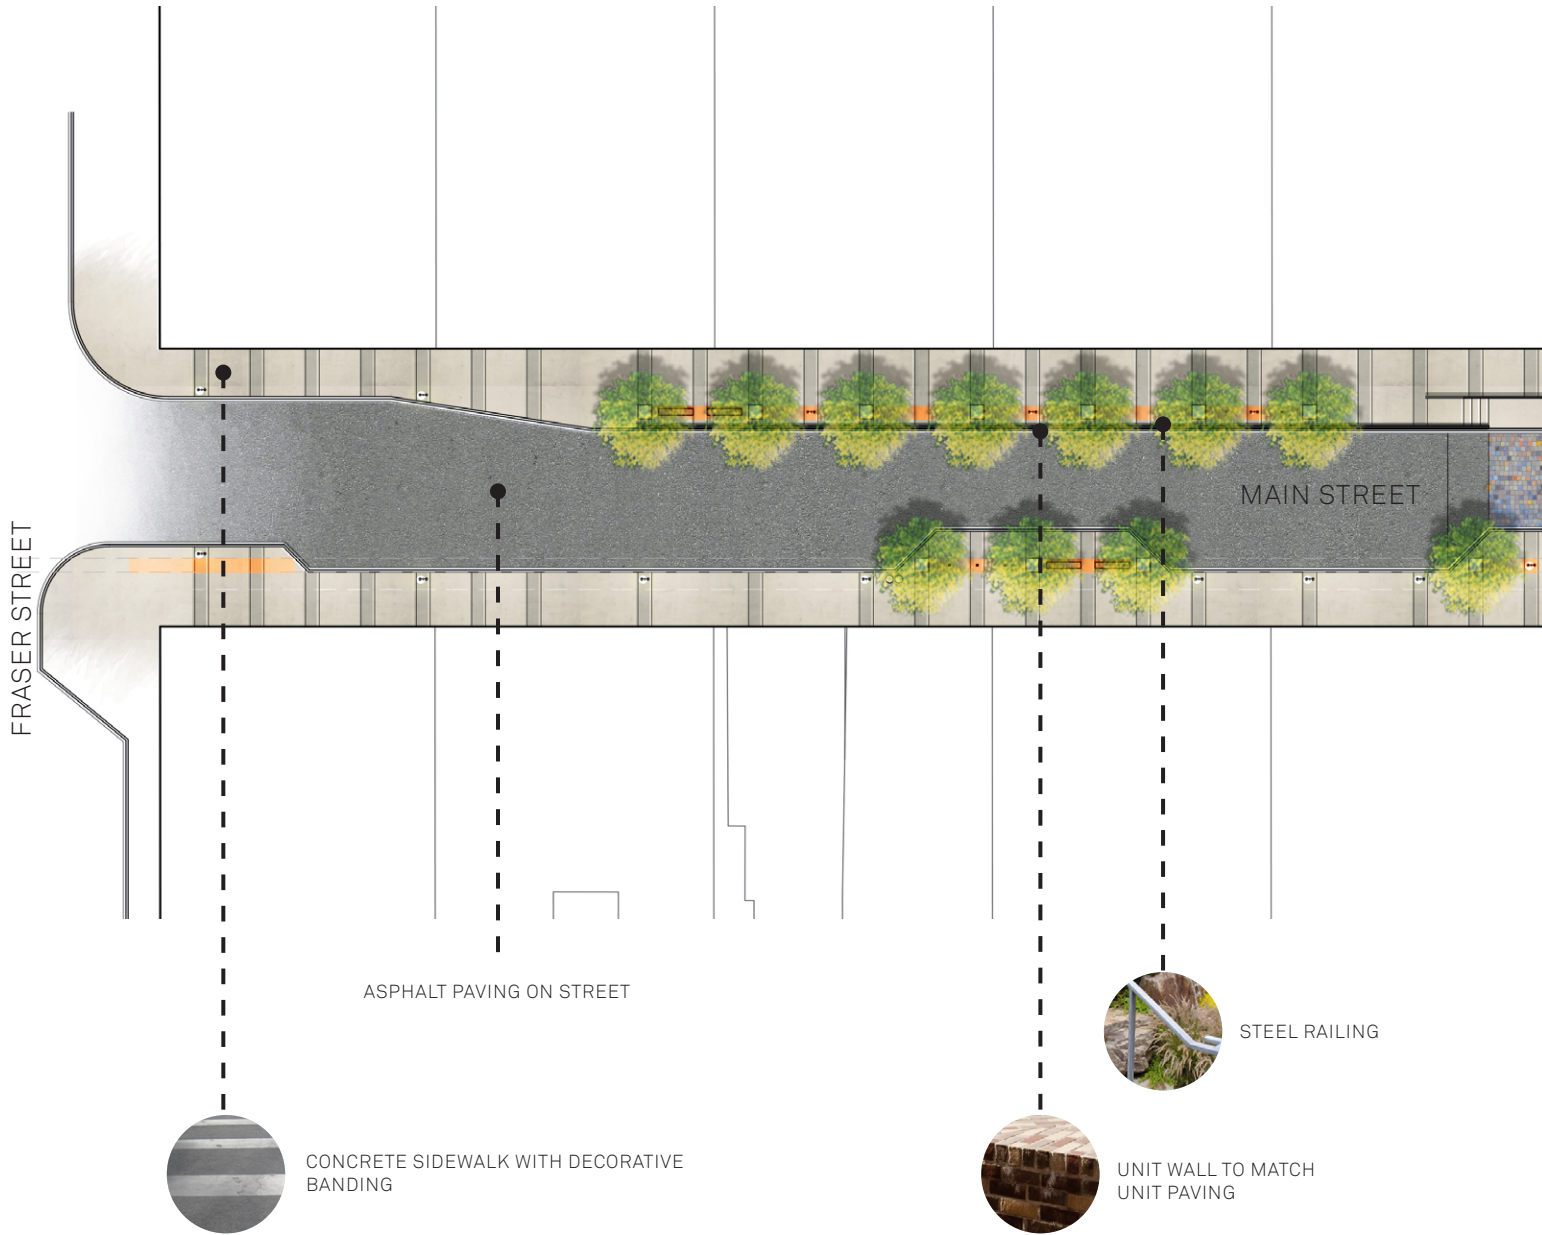 MAIN STREET
FRASER STREET
ASPHALT PAVING ON STREET
STEEL RAILING
CONCRETE SIDEWALK WITH DECORATIVE
BANDING
UNIT WALL TO MATCH
UNIT PAVING